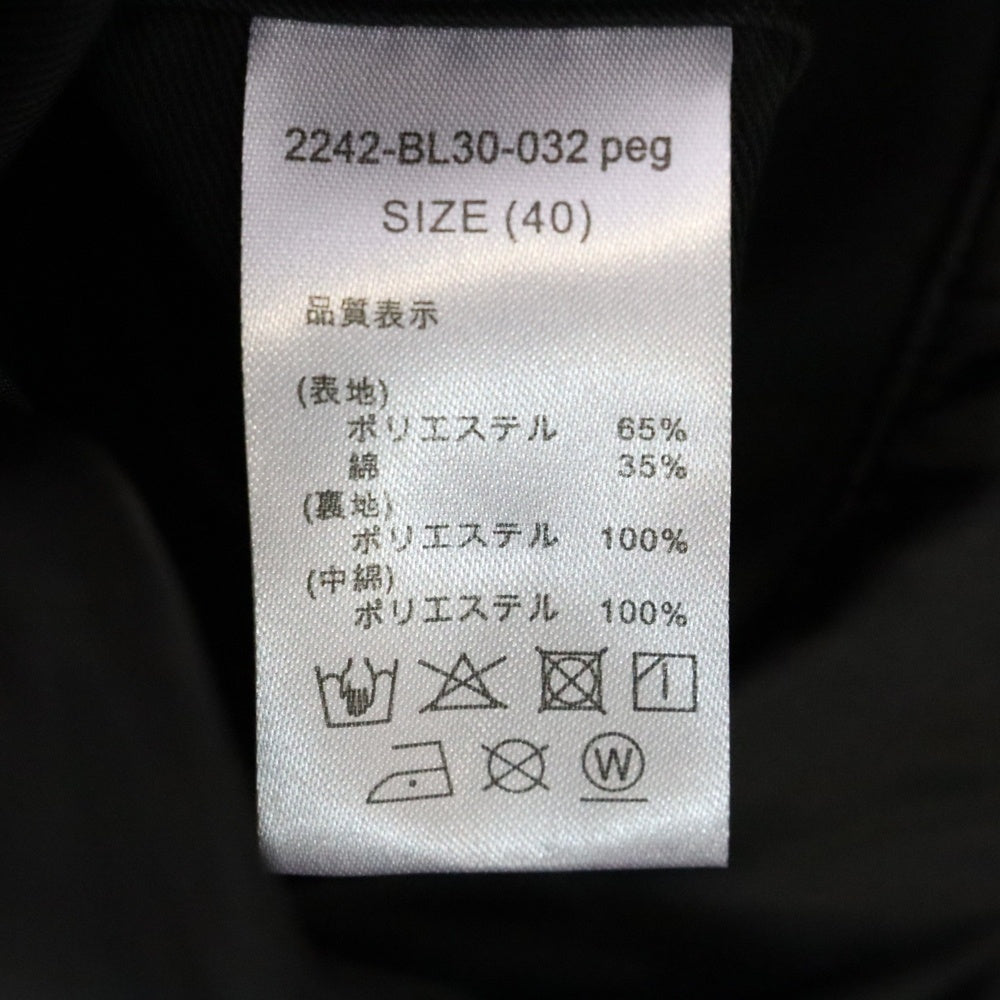 2242-BL30-032 peg
SIZE (40)
品質表示
(表地)
ポリエステル 65%
綿 35%
(裏地)
ポリエステル 100%
(中綿)
ポリエステル 100%
W